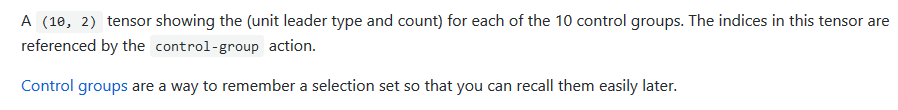 A (10, 2) tensor showing the (unit leader type and count) for each of the 10 control groups. The indices in this tensor are
referenced by the control-group action.
Control groups are a way to remember a selection set so that you can recall them easily later.